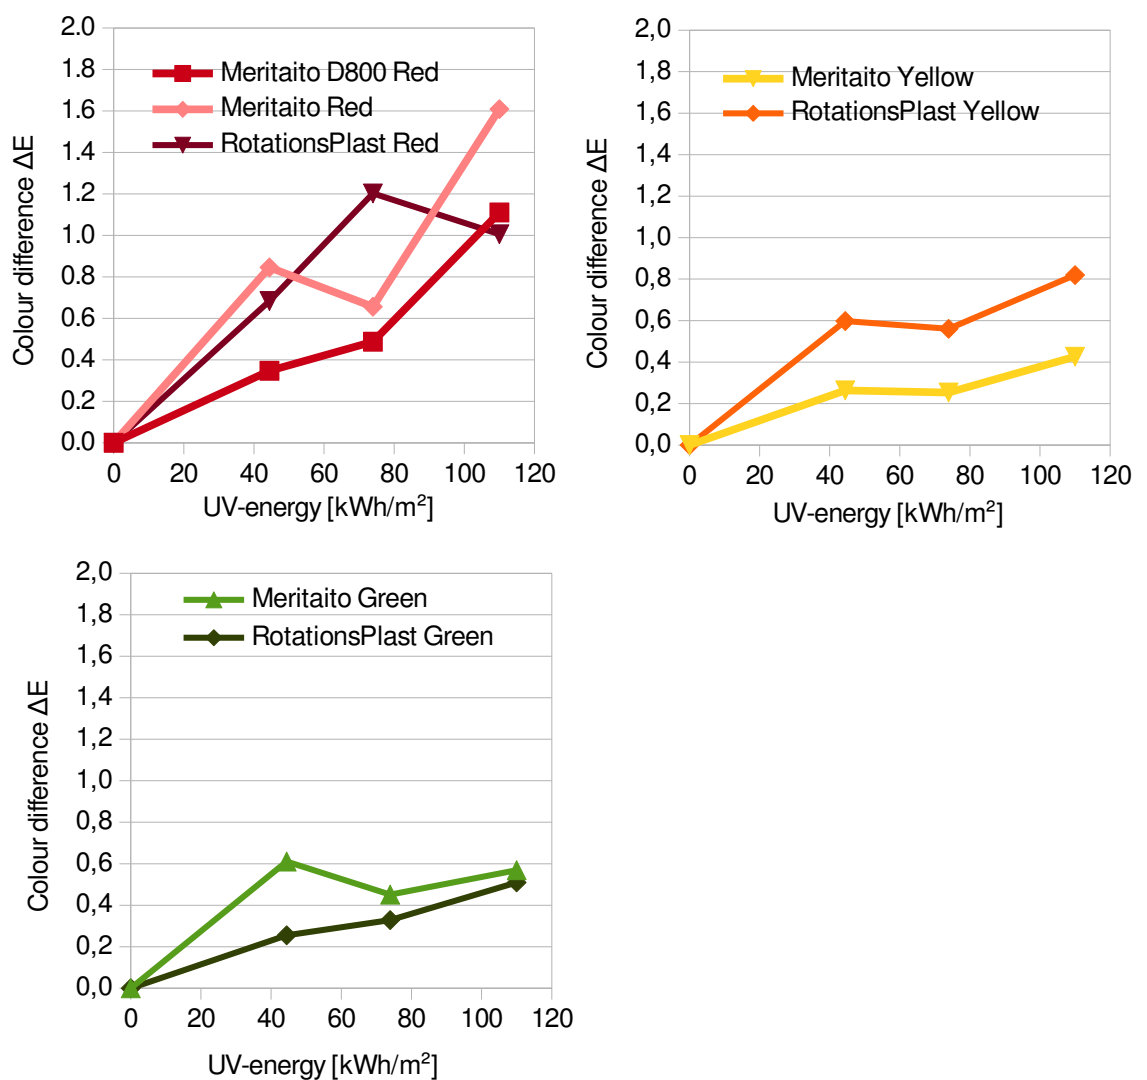 2.0
1.8
1.6
1.4
1.2
1.0
0.8
0.6
0.4
0.2
0.0
Colour difference ΔE
Meritaito D800 Red
Meritaito Red
RotationsPlast Red
0 20 40 60 80 100 120
UV-energy [kWh/m²]
2,0
1,8
1,6
1,4
1,2
1,0
0,8
0,6
0,4
0,2
0,0
Colour difference ΔE
Meritaito Yellow
RotationsPlast Yellow
0 20 40 60 80 100 120
UV-energy [kWh/m²]
2,0
1,8
1,6
1,4
1,2
1,0
0,8
0,6
0,4
0,2
0,0
Colour difference ΔE
Meritaito Green
RotationsPlast Green
0 20 40 60 80 100 120
UV-energy [kWh/m²]